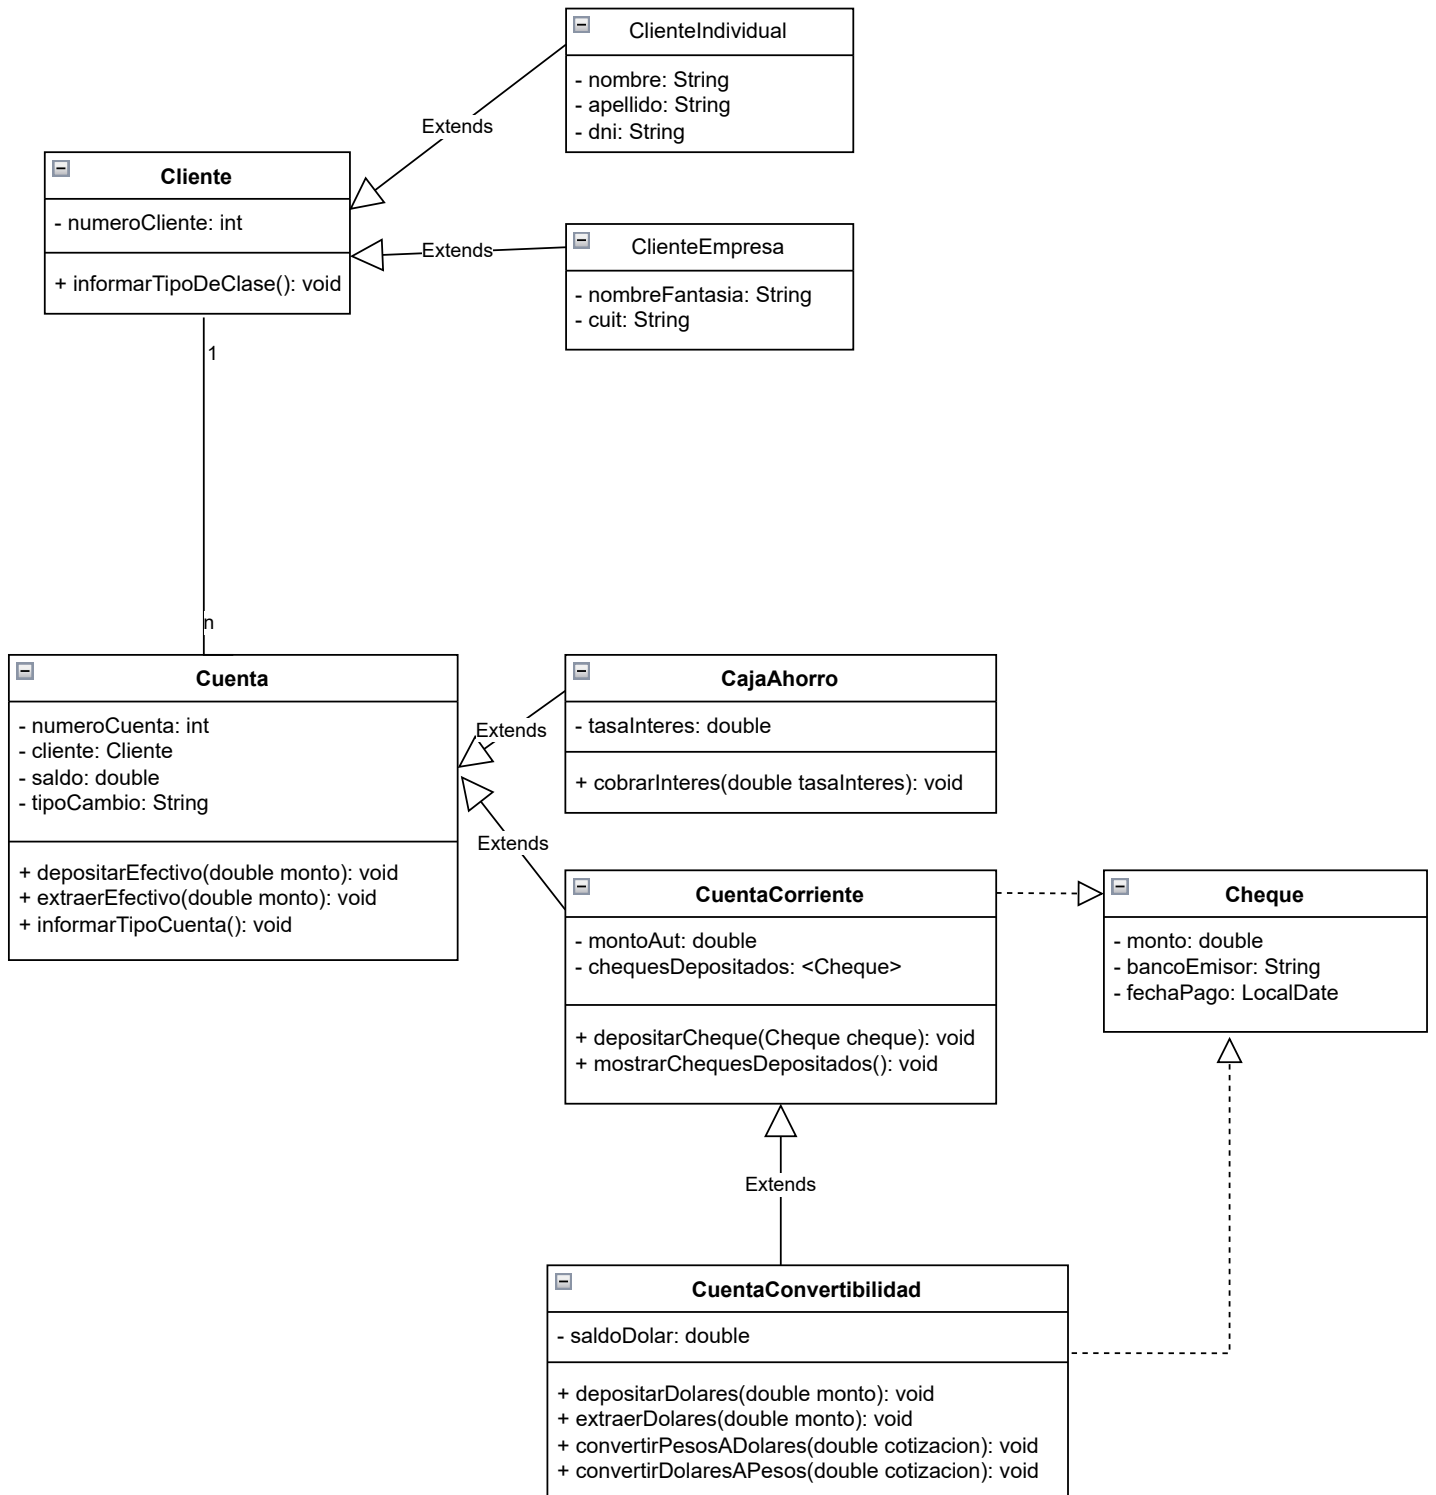 ClienteIndividual
- nombre: String
- apellido: String
- dni: String
Extends
Cliente
- numeroCliente: int
+ informarTipoDeClase(): void
Extends
ClienteEmpresa
- nombreFantasia: String
- cuit: String
1
n
Cuenta
- numeroCuenta: int
- cliente: Cliente
- saldo: double
- tipoCambio: String
+ depositarEfectivo(double monto): void
+ extraerEfectivo(double monto): void
+ informarTipoCuenta(): void
Extends
CajaAhorro
- tasaInteres: double
+ cobrarInteres(double tasaInteres): void
Extends
CuentaCorriente
- montoAut: double
- chequesDepositados: <Cheque>
+ depositarCheque(Cheque cheque): void
+ mostrarChequesDepositados(): void
Cheque
- monto: double
- bancoEmisor: String
- fechaPago: LocalDate
Extends
CuentaConvertibilidad
- saldoDolar: double
+ depositarDolares(double monto): void
+ extraerDolares(double monto): void
+ convertirPesosADolares(double cotizacion): void
+ convertirDolaresAPesos(double cotizacion): void